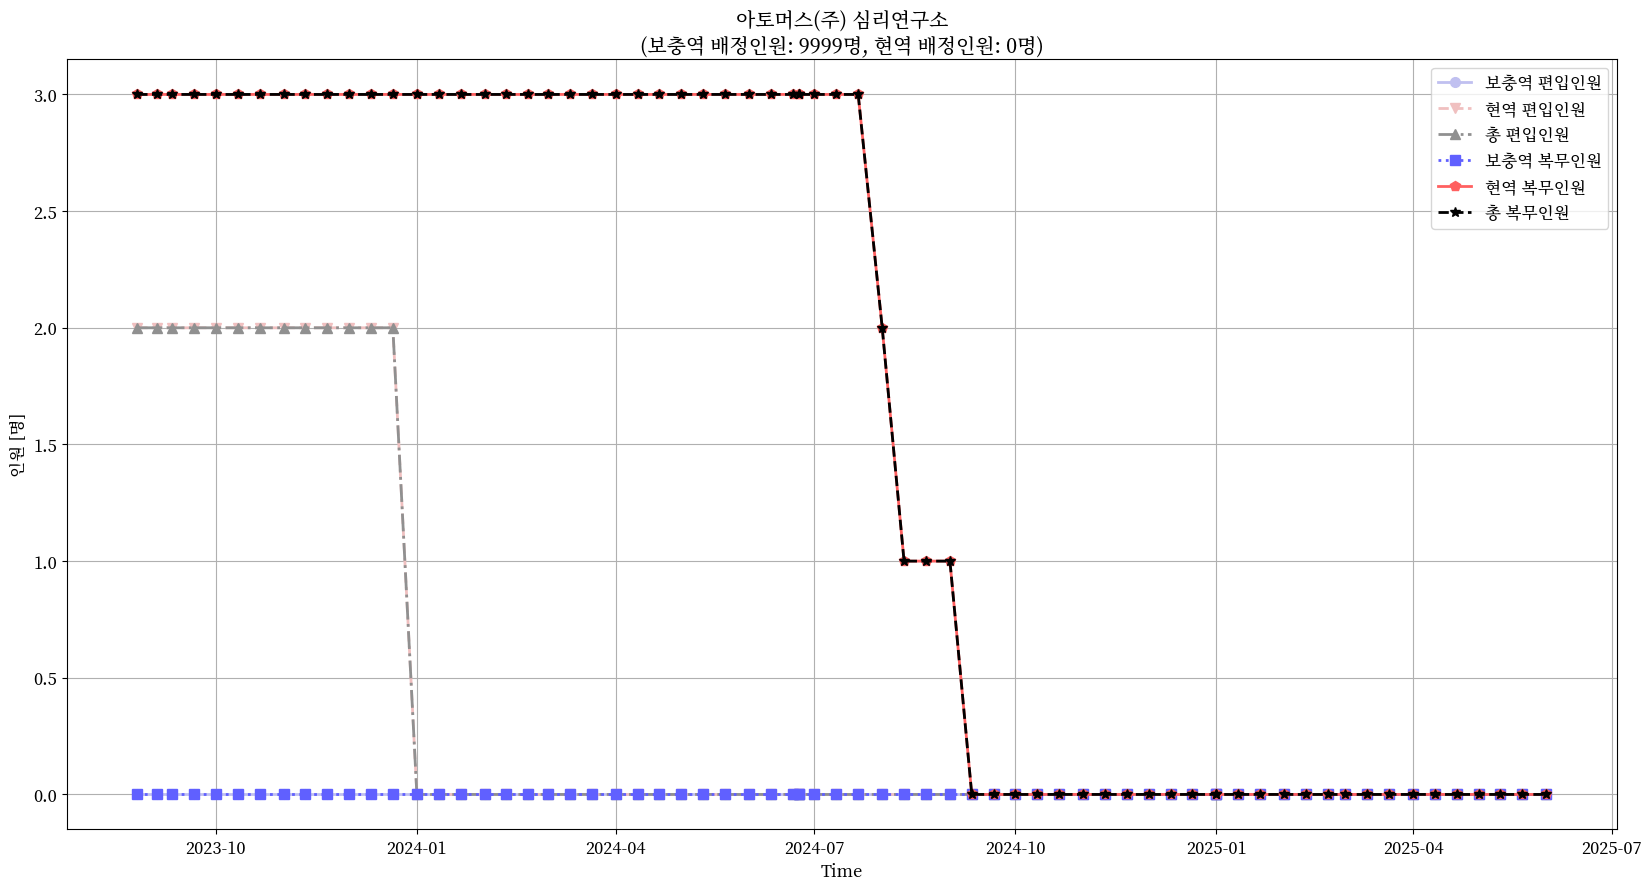 아토머스(주) 심리연구소
(보충역 배정인원: 9999명, 현역 배정인원: 0명)
보충역 편입인원
현역 편입인원
총 편입인원
보충역 복무인원
현역 복무인원
총 복무인원
인원 [명]
3.0
2.5
2.0
1.5
1.0
0.5
0.0
2023-10
2024-01
2024-04
2024-07
2024-10
2025-01
2025-04
2025-07
Time